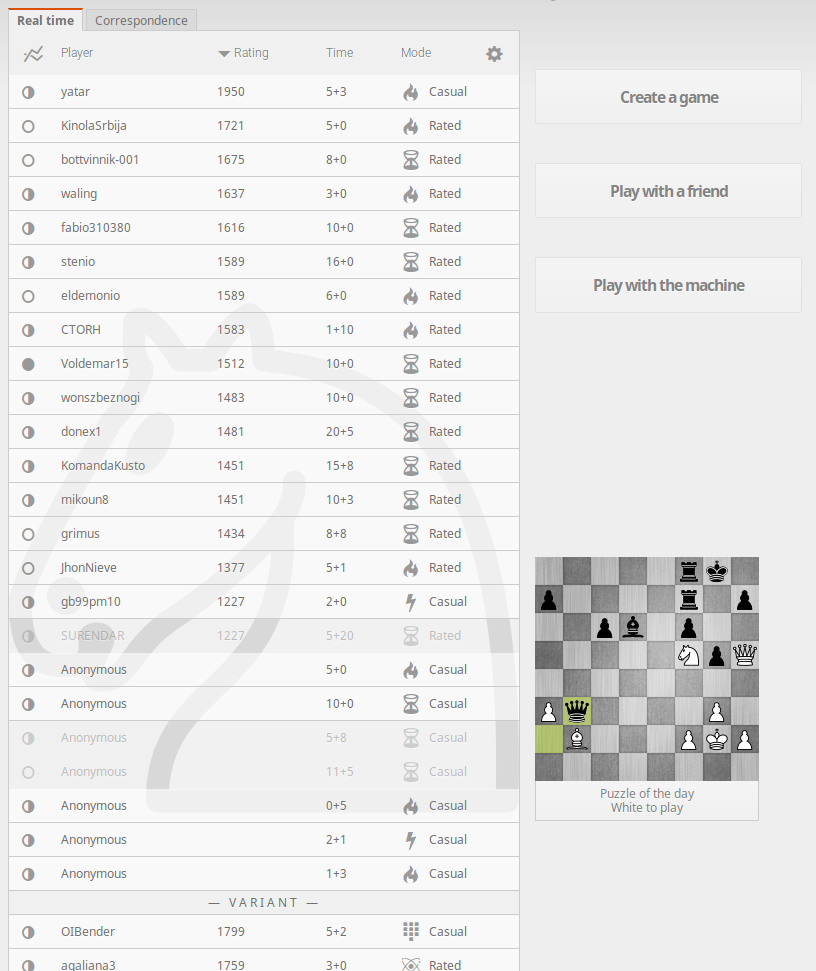 Real time Correspondence
Player Rating Time Mode
yatar 1950 5+3 Casual
KinolaSrbija 1721 5+0 Rated
bottvinnik-001 1675 8+0 Rated
waling 1637 3+0 Rated
fabio310380 1616 10+0 Rated
stenio 1589 16+0 Rated
eldemonio 1589 6+0 Rated
CTORH 1583 1+10 Rated
Voldemar15 1512 10+0 Rated
wonszbeznogi 1483 10+0 Rated
donex1 1481 20+5 Rated
KomandaKusto 1451 15+8 Rated
mikoun8 1451 10+3 Rated
grimus 1434 8+8 Rated
JhonNieve 1377 5+1 Rated
gb99pm10 1227 2+0 Casual
SURENDAR 1227 5+20 Rated
Anonymous 5+0 Casual
Anonymous 10+0 Casual
Anonymous 5+8 Casual
Anonymous 11+5 Casual
Anonymous 0+5 Casual
Anonymous 2+1 Casual
Anonymous 1+3 Casual
— VARIANT —
OIBender 1799 5+2 Casual
agaliana3 1759 3+0 Rated
Create a game
Play with a friend
Play with the machine
Puzzle of the day
White to play